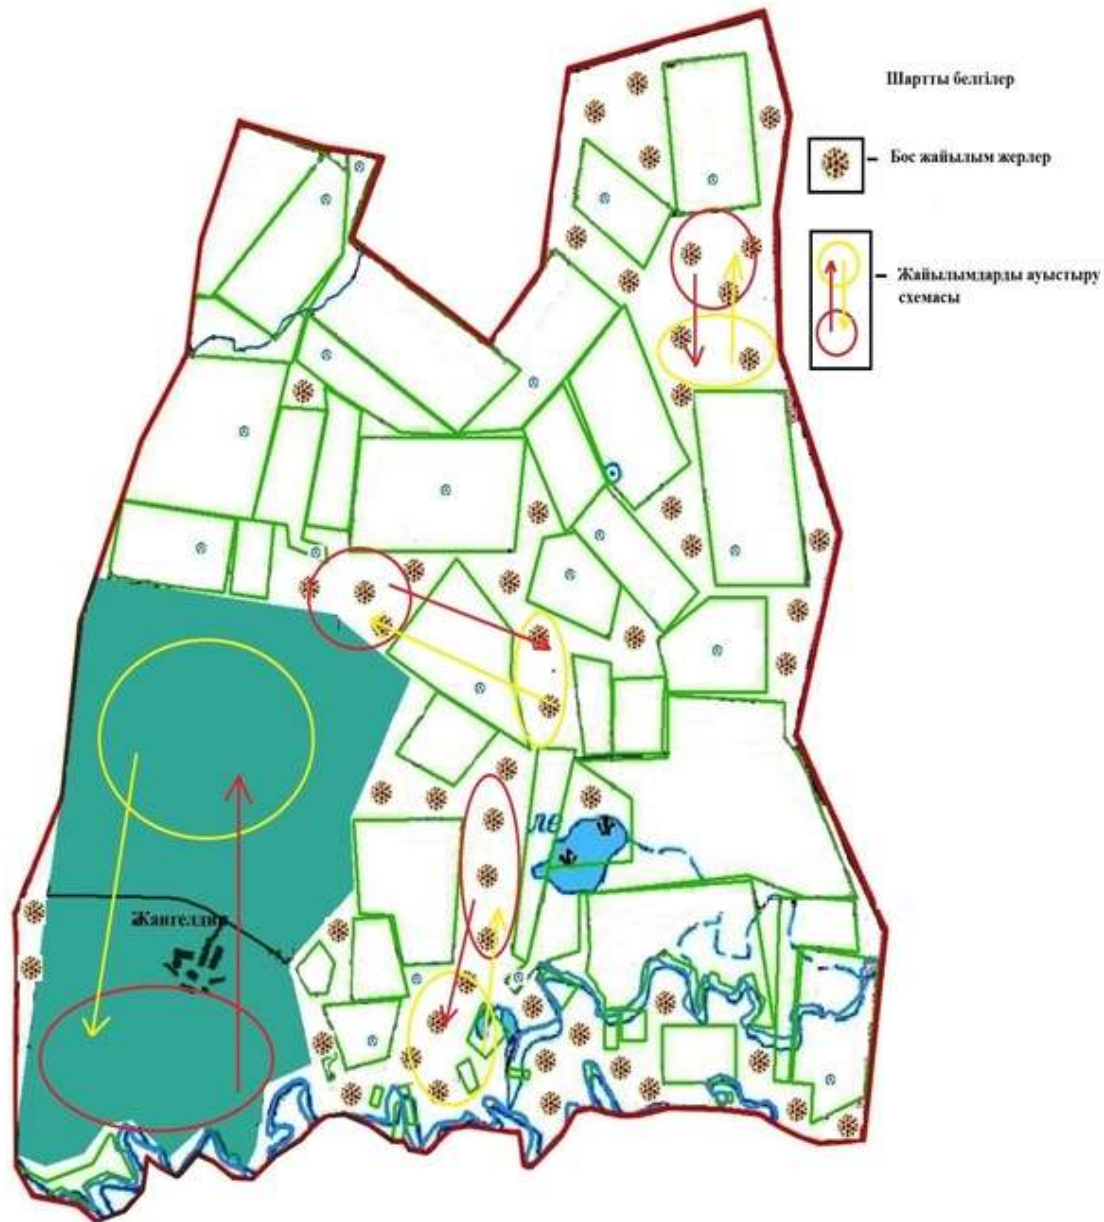 Шартты белгілер
– Бос жайылым жерлер
– Жайылымдарды ауыстыру
схемасы
Жангелдин